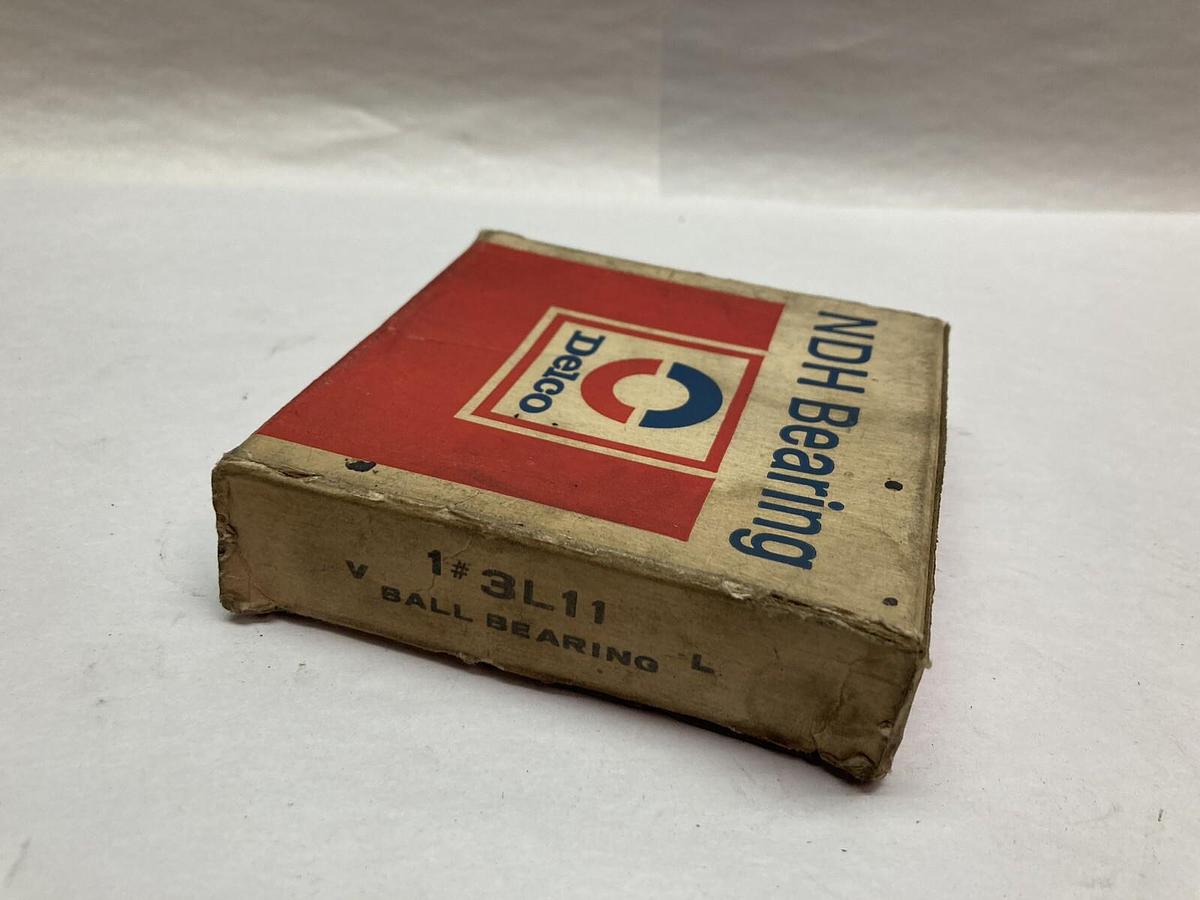 NDH Bearing
Delco
1# 3L11
V BALL BEARING L